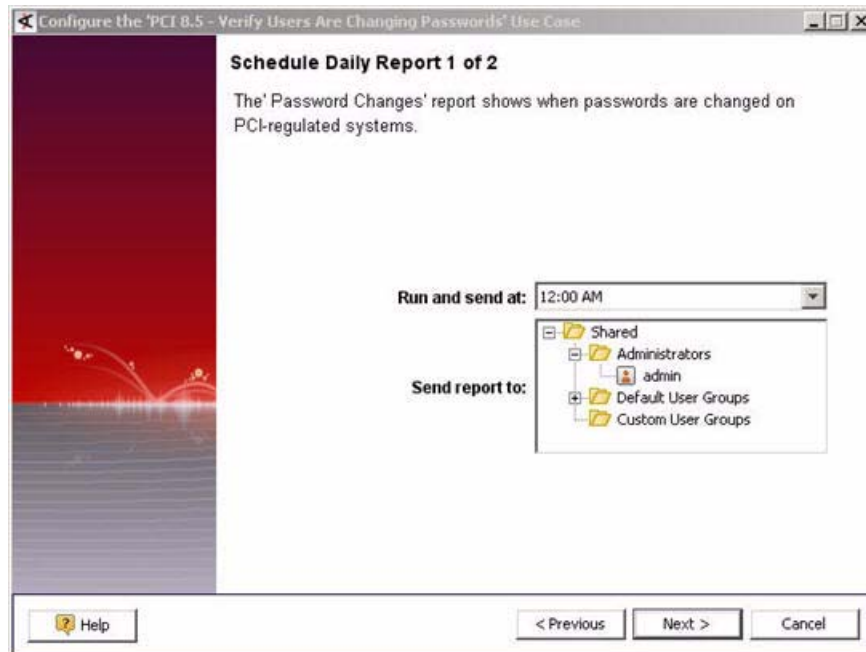 Configure the 'PCI 8.5 - Verify Users Are Changing Passwords' Use Case
Schedule Daily Report 1 of 2
The' Password Changes' report shows when passwords are changed on
PCI-regulated systems.
Run and send at: 12:00 AM
Shared
Administrators
admin
Send report to:
Default User Groups
Custom User Groups
Help
< Previous
Next >
Cancel